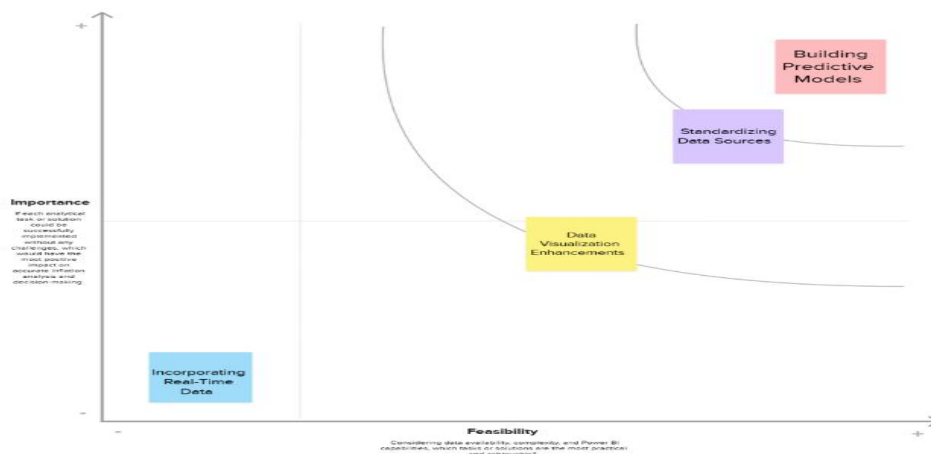 +
Building
Predictive
Models
Standardizing
Data Sources
Importance
If each analytical
task or solution
could be
successfully
implemented
without any
challenges, which
would have the
most positive
impact on
accurate inflation
analysis and
decision-making
Data
Visualization
Enhancements
Incorporating
Real-Time
Data
-
-
Feasibility
+
Considering data availability, complexity, and Power BI
capabilities, which tasks or solutions are the most practical